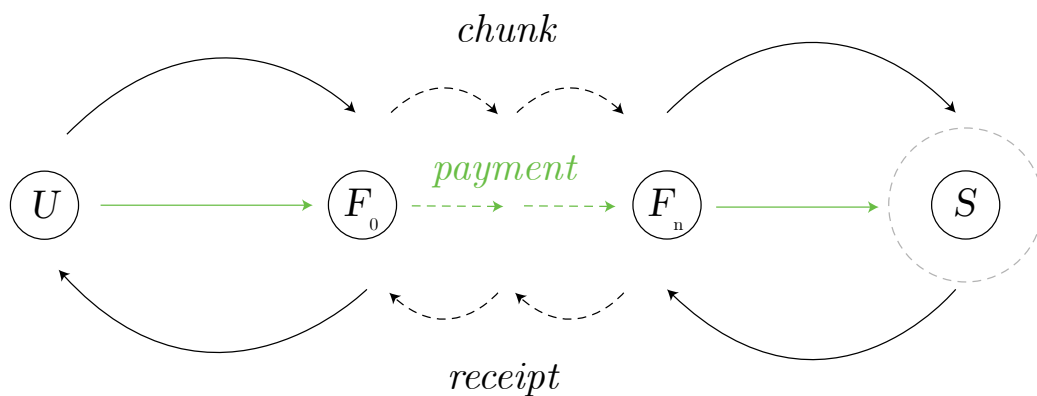 chunk
payment
U F₀ Fₙ S
receipt